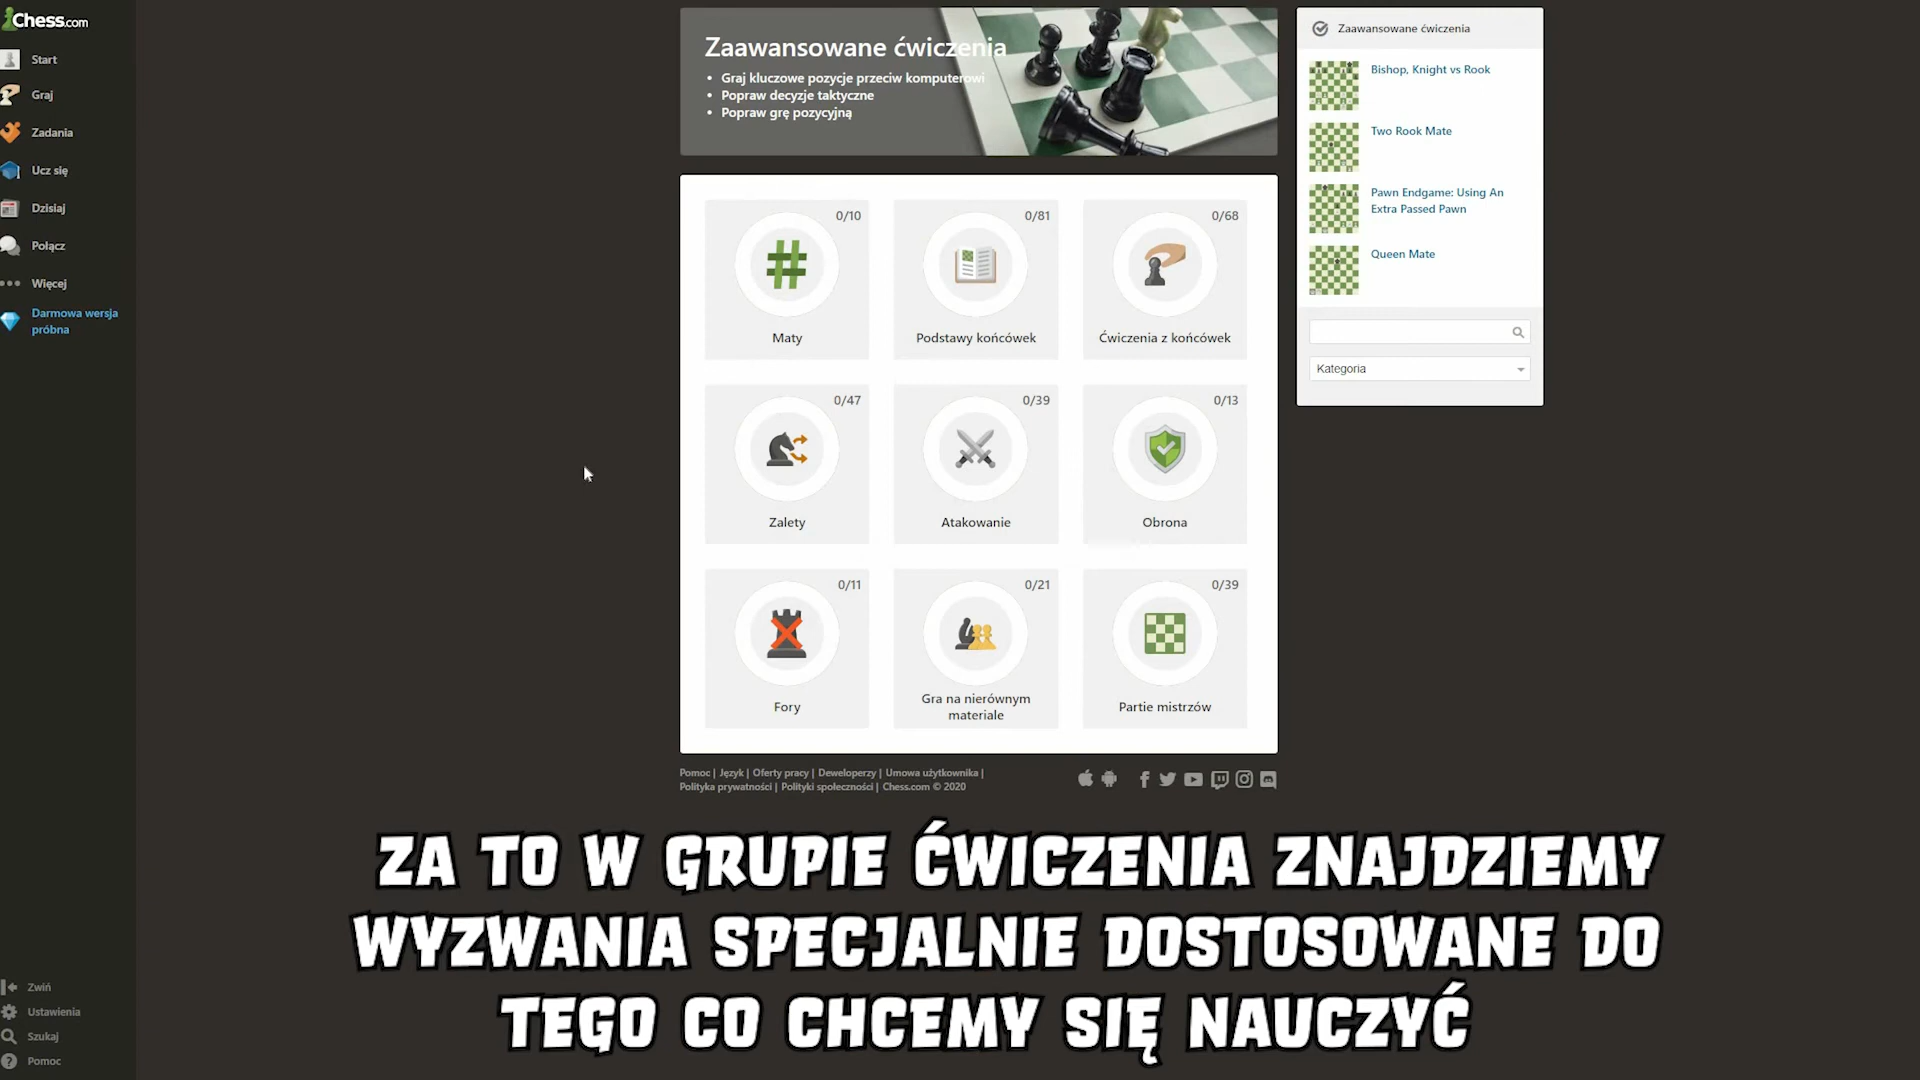 Chess.com
Start
Graj
Zadania
Ucz się
Dzisiaj
Połącz
Więcej
Darmowa wersja
próbna
Zwiń
Ustawienia
Szukaj
Pomoc
Zaawansowane ćwiczenia
• Graj kluczowe pozycje przeciw komputerowi
• Popraw decyzje taktyczne
• Popraw grę pozycyjną
0/10
Maty
0/81
Podstawy końcówek
0/68
Ćwiczenia z końcówek
0/47
Zalety
0/39
Atakowanie
0/13
Obrona
0/11
Fory
0/21
Gra na nierównym
materiale
0/39
Partie mistrzów
Zaawansowane ćwiczenia
Bishop, Knight vs Rook
Two Rook Mate
Pawn Endgame: Using An
Extra Passed Pawn
Queen Mate
Kategoria
Pomoc | Język | Oferty pracy | Deweloperzy | Umowa użytkownika |
Polityka prywatności | Polityki społeczności | Chess.com © 2020
ZA TO W GRUPIE ĆWICZENIA ZNAJDZIEMY
WYZWANIA SPECJALNIE DOSTOSOWANE DO
TEGO CO CHCEMY SIĘ NAUCZYĆ